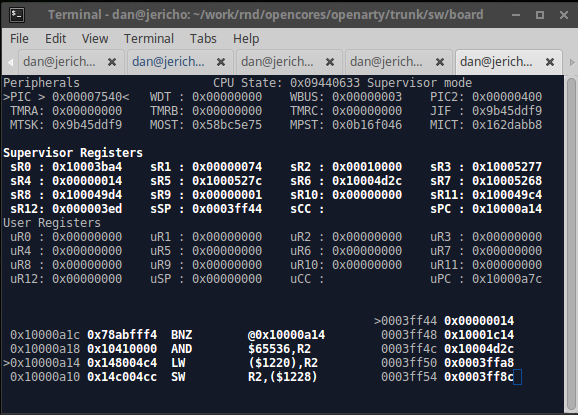 Terminal - dan@jericho: ~/work/rnd/opencores/openarty/trunk/sw/board
File Edit View Terminal Tabs Help
dan@jerich... dan@jerich... dan@jerich... dan@jerich... dan@jerich...
Peripherals CPU State: 0x09440633 Supervisor mode
>PIC > 0x00007540< WDT : 0x00000000 WBUS: 0x00000003 PIC2: 0x00000400
TMRA: 0x00000000 TMRB: 0x00000000 TMRC: 0x00000000 JIF : 0x9b45ddf9
MTSK: 0x9b45ddf9 MOST: 0x58bc5e75 MPST: 0x0b16f046 MICT: 0x162dabb8
Supervisor Registers
sR0 : 0x10003ba4 sR1 : 0x00000074 sR2 : 0x00010000 sR3 : 0x10005277
sR4 : 0x00000014 sR5 : 0x1000527c sR6 : 0x10004d2c sR7 : 0x10005268
sR8 : 0x100049d4 sR9 : 0x00000001 sR10: 0x00000000 sR11: 0x100049c4
sR12: 0x000003ed sSP : 0x0003ff44 sCC : sPC : 0x10000a14
User Registers
uR0 : 0x00000000 uR1 : 0x00000000 uR2 : 0x00000000 uR3 : 0x00000000
uR4 : 0x00000000 uR5 : 0x00000000 uR6 : 0x00000000 uR7 : 0x00000000
uR8 : 0x00000000 uR9 : 0x00000000 uR10: 0x00000000 uR11: 0x00000000
uR12: 0x00000000 uSP : 0x00000000 uCC : uPC : 0x10000a7c
>0003ff44 0x00000014
0x10000a1c 0x78abfff4 BNZ @0x10000a14 0003ff48 0x10001c14
0x10000a18 0x10410000 AND $65536,R2 0003ff4c 0x10004d2c
>0x10000a14 0x148004c4 LW ($1220),R2 0003ff50 0x0003ffa8
0x10000a10 0x14c004cc SW R2,($1228) 0003ff54 0x0003ff8c